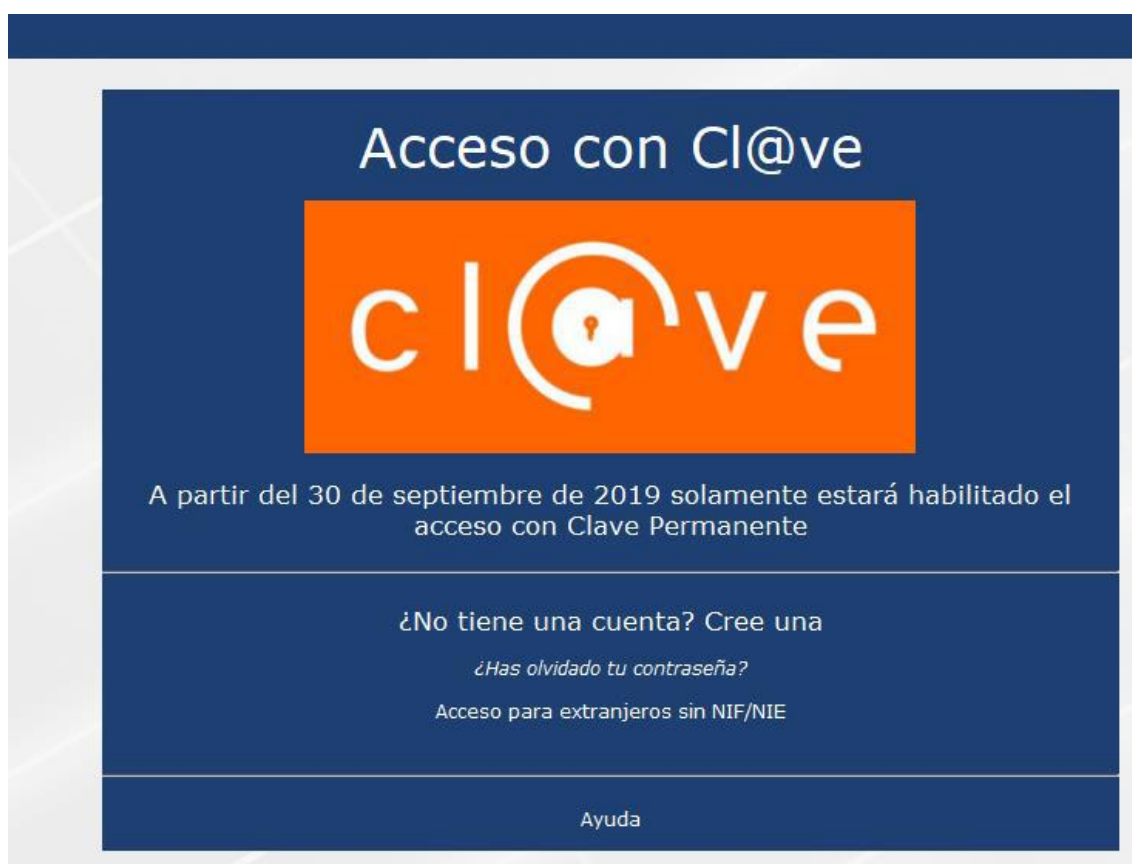 Acceso con Cl@ve
cl@ve
A partir del 30 de septiembre de 2019 solamente estará habilitado el
acceso con Clave Permanente
¿No tiene una cuenta? Cree una
¿Has olvidado tu contraseña?
Acceso para extranjeros sin NIF/NIE
Ayuda